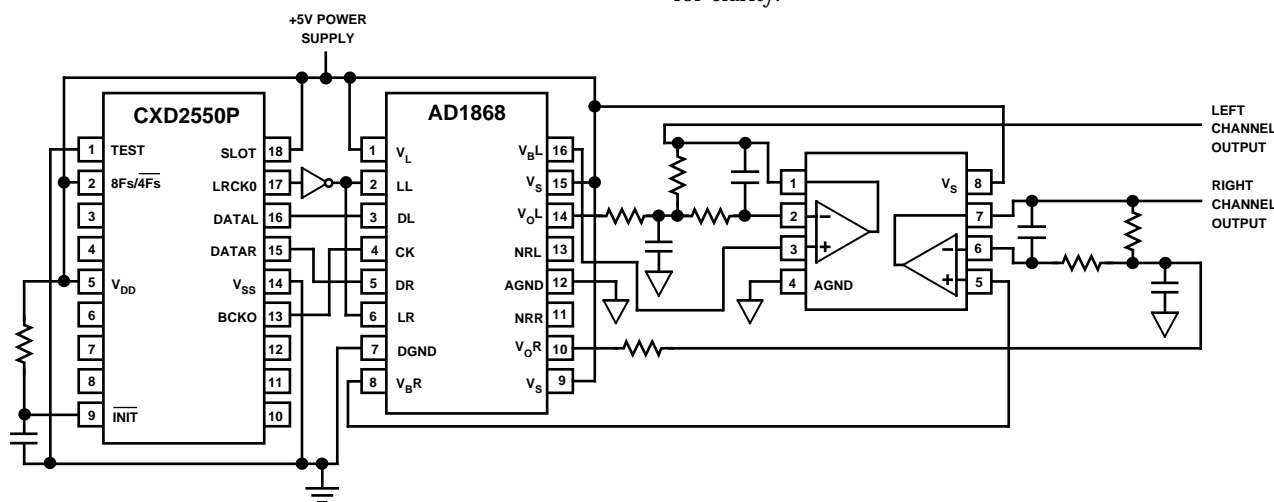 for clarity.
+5V POWER
SUPPLY
CXD2550P
1 TEST
2 8Fs/4Fs
3
4
5 VDD
6
7
8
9 INIT
SLOT 18
LRCK0 17
DATAL 16
DATAR 15
VSS 14
BCKO 13
12
11
10
AD1868
1 VL
2 LL
3 DL
4 CK
5 DR
6 LR
7 DGND
8 VBR
VBL 16
VS 15
VOL 14
NRL 13
AGND 12
NRR 11
VOR 10
VS 9
1
2 −
3 +
4 AGND
VS 8
7
− 6
+ 5
LEFT
CHANNEL
OUTPUT
RIGHT
CHANNEL
OUTPUT